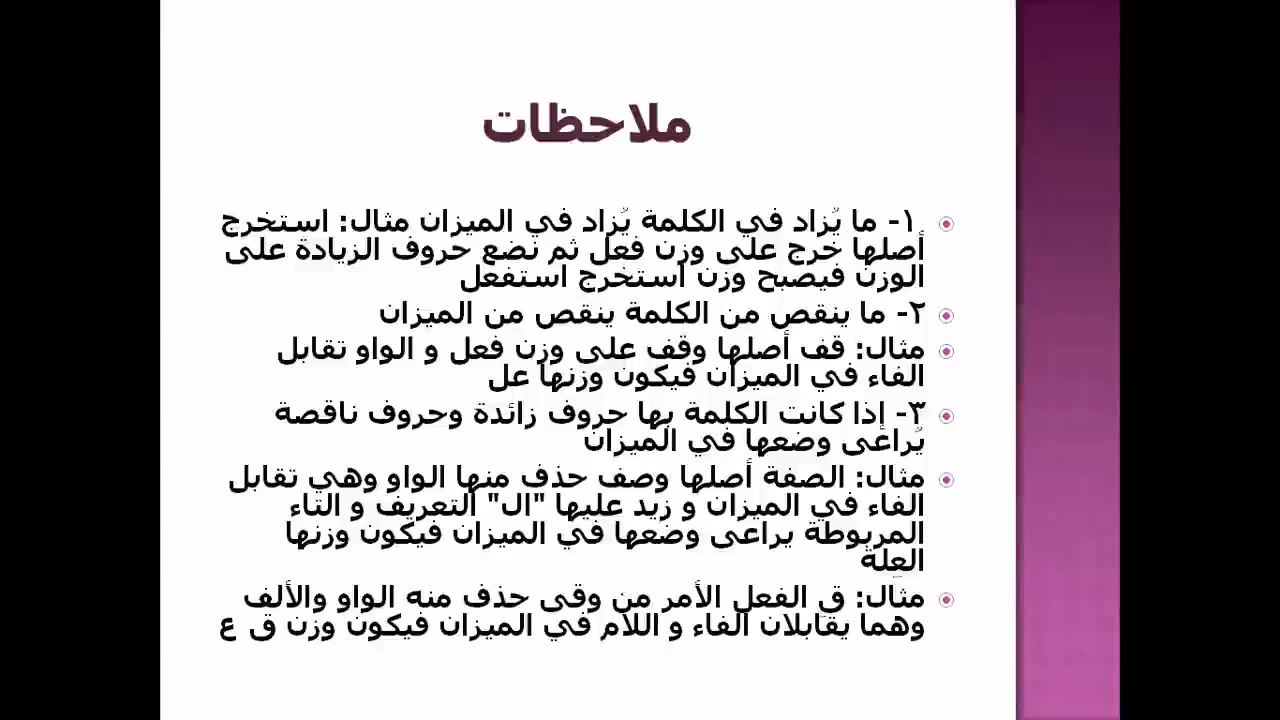 ملاحظات
١- ما يُزاد في الكلمة يُزاد في الميزان مثال: استخرج
أصلها خرج على وزن فعل ثم نضع حروف الزيادة على
الوزن فيصبح وزن استخرج استفعل
٢- ما ينقص من الكلمة ينقص من الميزان
مثال: قف أصلها وقف على وزن فعل و الواو تقابل
الفاء في الميزان فيكون وزنها عل
٣- إذا كانت الكلمة بها حروف زائدة وحروف ناقصة
يُراعى وضعها في الميزان
مثال: الصفة أصلها وصف حذف منها الواو وهي تقابل
الفاء في الميزان و زيد عليها "ال" التعريف و التاء
المربوطة يراعى وضعها في الميزان فيكون وزنها
العِلة
مثال: قِ الفعل الأمر من وقى حذف منه الواو والألف
وهما يقابلان الفاء و اللام في الميزان فيكون وزن ق ع